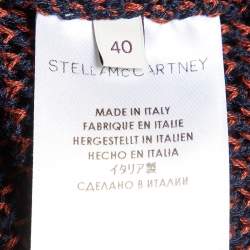 40
STELLA McCARTNEY
MADE IN ITALY
FABRIQUE EN ITALIE
HERGESTELLT IN ITALIEN
HECHO EN ITALIA
イタリア製
СДЕЛАНО В ИТАЛИИ